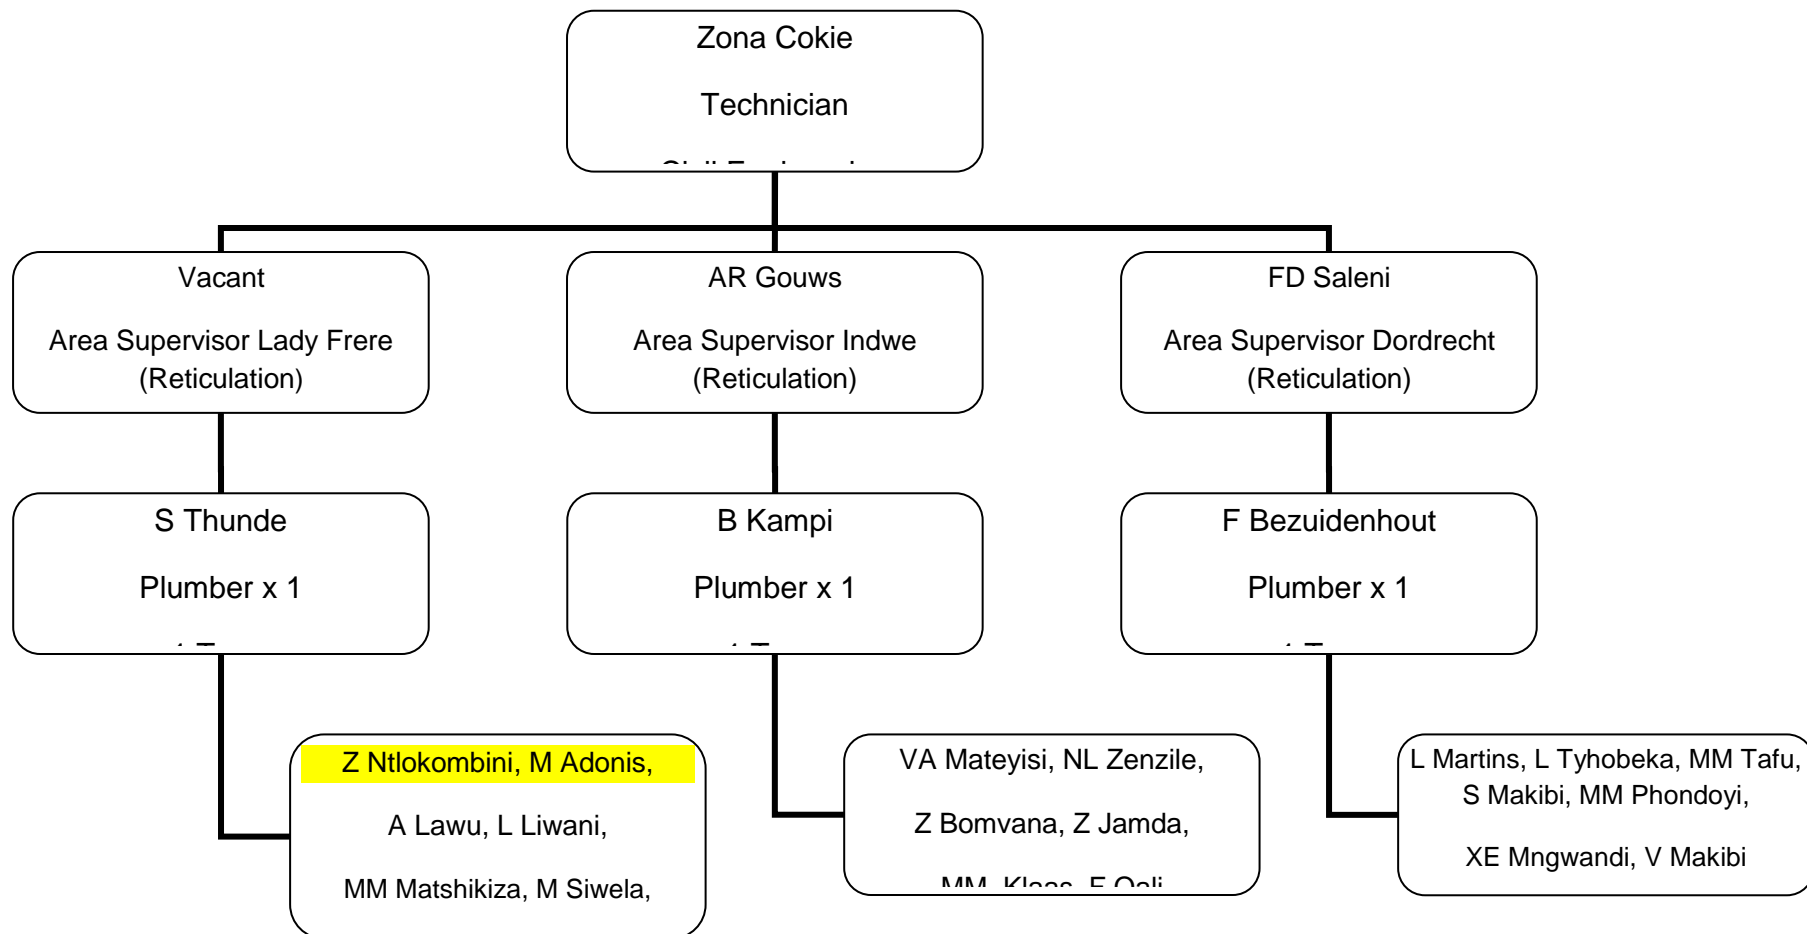 Zona Cokie
Technician
Vacant
Area Supervisor Lady Frere
(Reticulation)
AR Gouws
Area Supervisor Indwe
(Reticulation)
FD Saleni
Area Supervisor Dordrecht
(Reticulation)
S Thunde
Plumber x 1
B Kampi
Plumber x 1
F Bezuidenhout
Plumber x 1
Z Ntlokombini, M Adonis,
A Lawu, L Liwani,
MM Matshikiza, M Siwela,
VA Mateyisi, NL Zenzile,
Z Bomvana, Z Jamda,
MM Klaas, F
L Martins, L Tyhobeka, MM Tafu,
S Makibi, MM Phondoyi,
XE Mngwandi, V Makibi